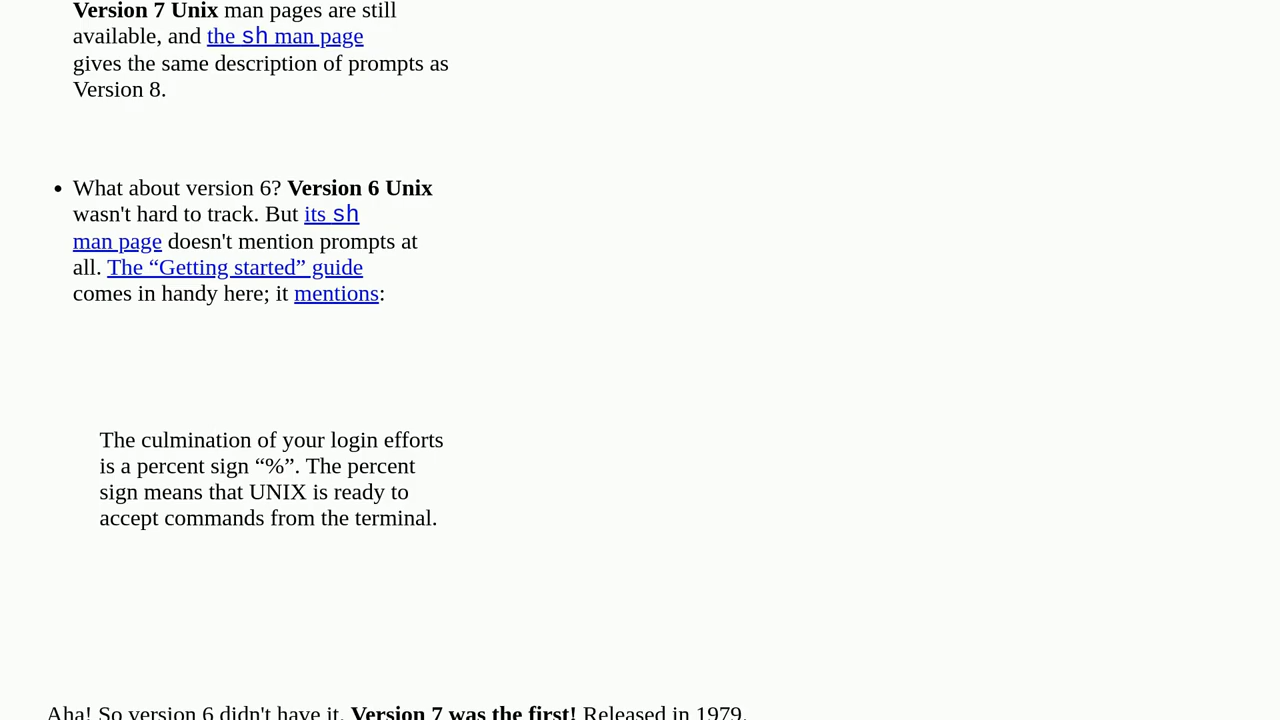 Version 7 Unix man pages are still
available, and the sh man page
gives the same description of prompts as
Version 8.
• What about version 6? Version 6 Unix
wasn't hard to track. But its sh
man page doesn't mention prompts at
all. The “Getting started” guide
comes in handy here; it mentions:
The culmination of your login efforts
is a percent sign “%”. The percent
sign means that UNIX is ready to
accept commands from the terminal.
Aha! So version 6 didn't have it. Version 7 was the first! Released in 1979.